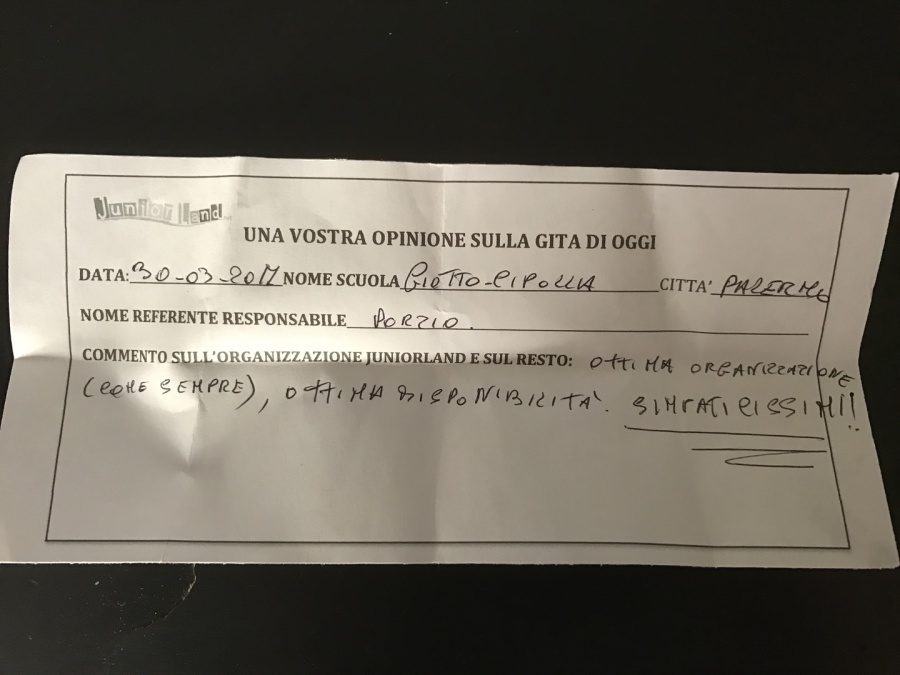 Junior Land
UNA VOSTRA OPINIONE SULLA GITA DI OGGI
DATA: 30-03-2017 NOME SCUOLA GIOTTO-CIPOLLA CITTA' PALERMO
NOME REFERENTE RESPONSABILE PORZIO.
COMMENTO SULL'ORGANIZZAZIONE JUNIORLAND E SUL RESTO: OTTIMA ORGANIZZAZIONE
(COME SEMPRE), OTTIMA DISPONIBILITA'. SIMPATICISSIMI!!